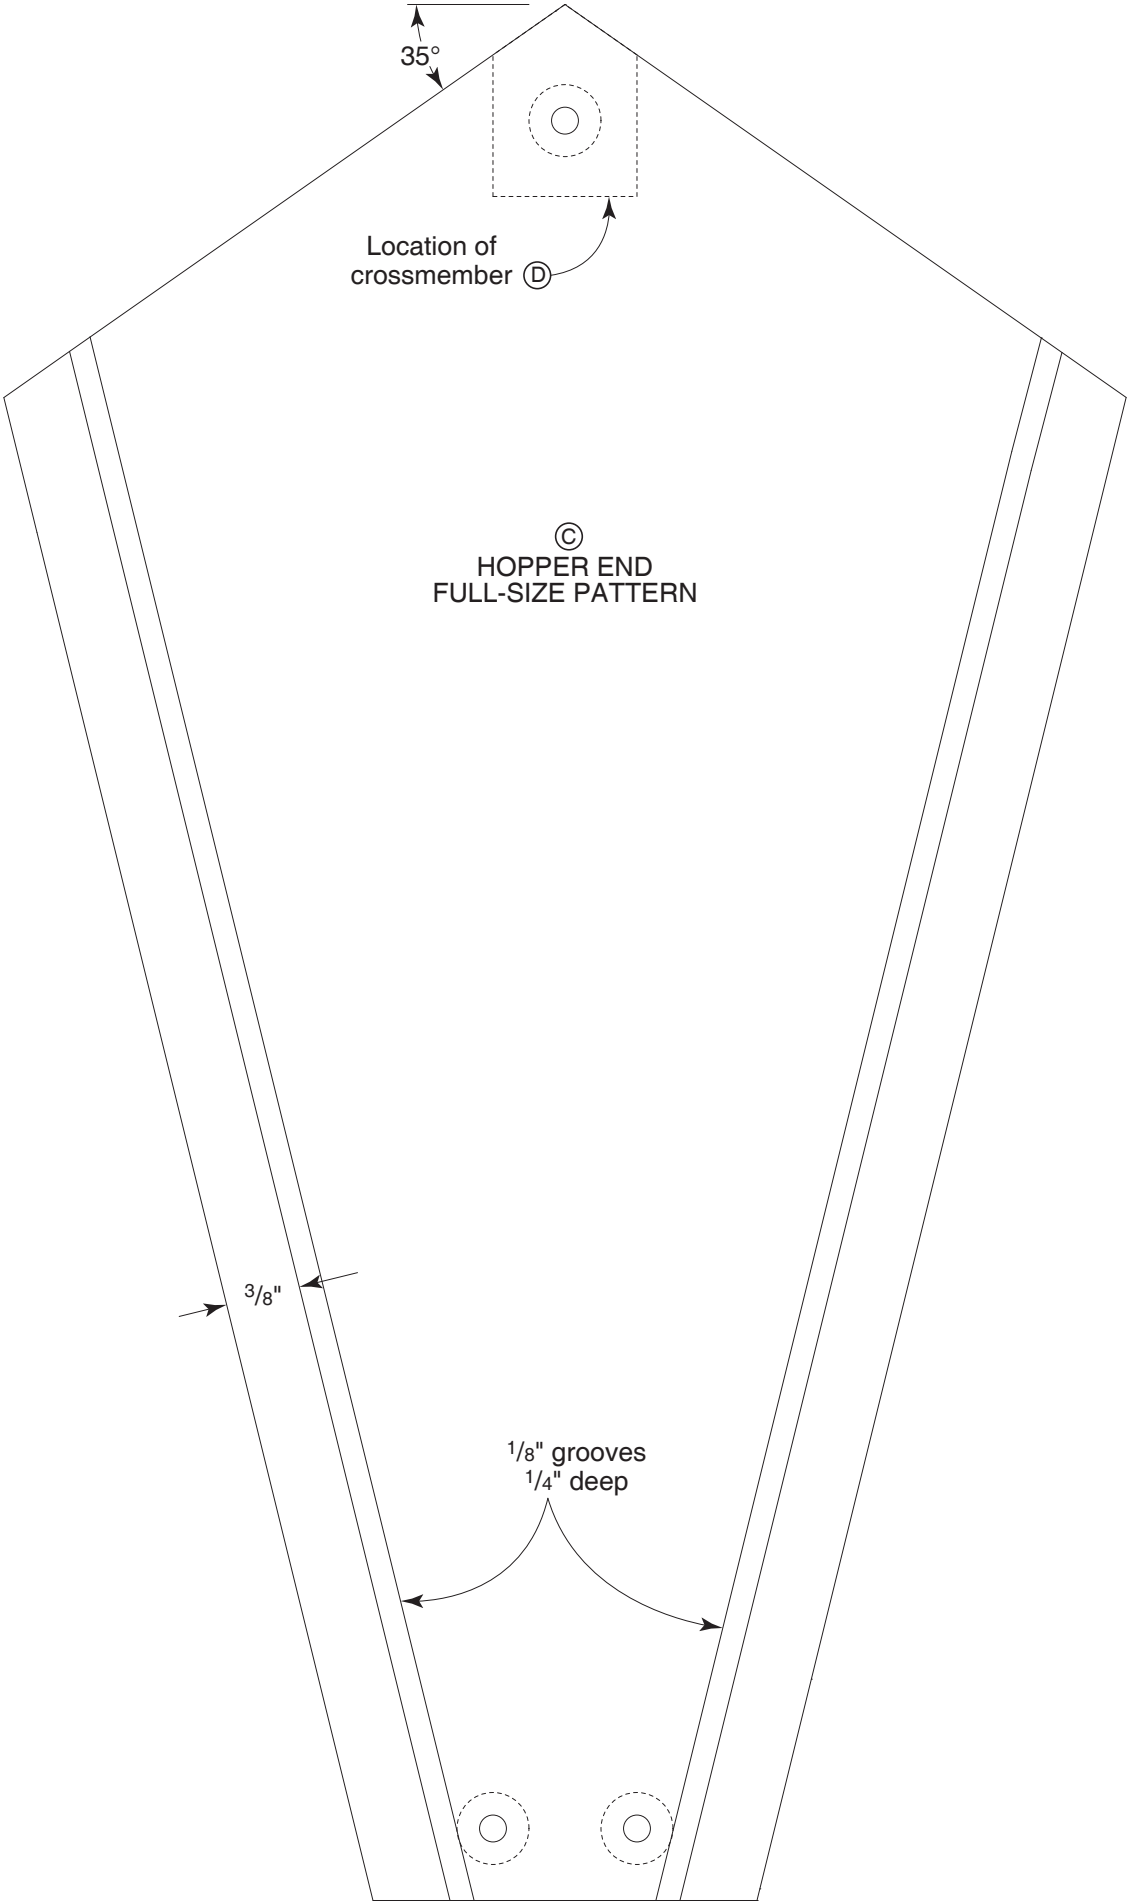 35°
Location of
crossmember Ⓓ
Ⓒ
HOPPER END
FULL-SIZE PATTERN
3/8"
1/8" grooves
1/4" deep